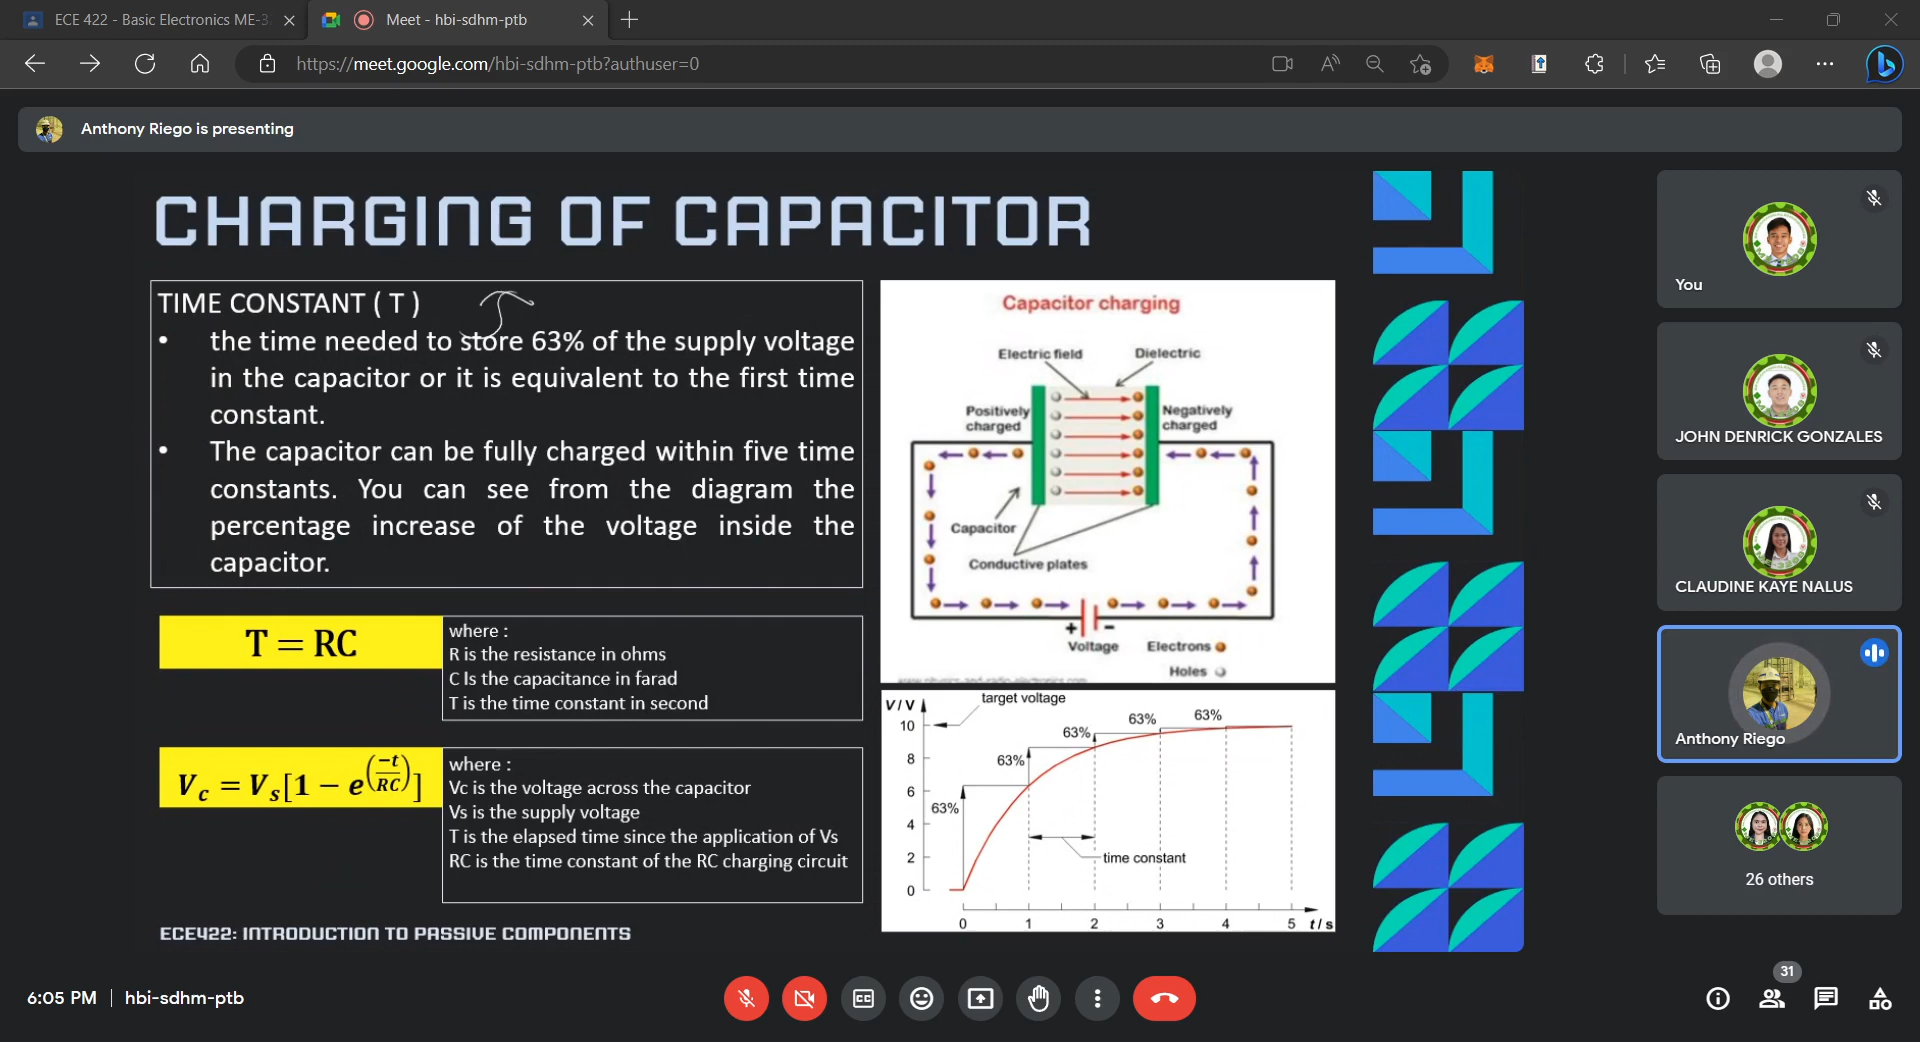 ECE 422 - Basic Electronics ME-3
Meet - hbi-sdhm-ptb
https://meet.google.com/hbi-sdhm-ptb?authuser=0
Anthony Riego is presenting
CHARGING OF CAPACITOR
TIME CONSTANT ( T )
• the time needed to store 63% of the supply voltage
in the capacitor or it is equivalent to the first time
constant.
• The capacitor can be fully charged within five time
constants. You can see from the diagram the
percentage increase of the voltage inside the
capacitor.
T = RC
where :
R is the resistance in ohms
C Is the capacitance in farad
T is the time constant in second
Vc = Vs[1 − e^(−t/RC)]
where :
Vc is the voltage across the capacitor
Vs is the supply voltage
T is the elapsed time since the application of Vs
RC is the time constant of the RC charging circuit
ECE422: INTRODUCTION TO PASSIVE COMPONENTS
Capacitor charging
Electric field
Dielectric
Positively
charged
Negatively
charged
Capacitor
Conductive plates
+ −
Voltage
Electrons
Holes
V/V
target voltage
10
8
6
4
2
0
63%
63%
63%
63%
63%
time constant
0 1 2 3 4 5 t/s
You
JOHN DENRICK GONZALES
CLAUDINE KAYE NALUS
Anthony Riego
26 others
6:05 PM | hbi-sdhm-ptb
CC
31